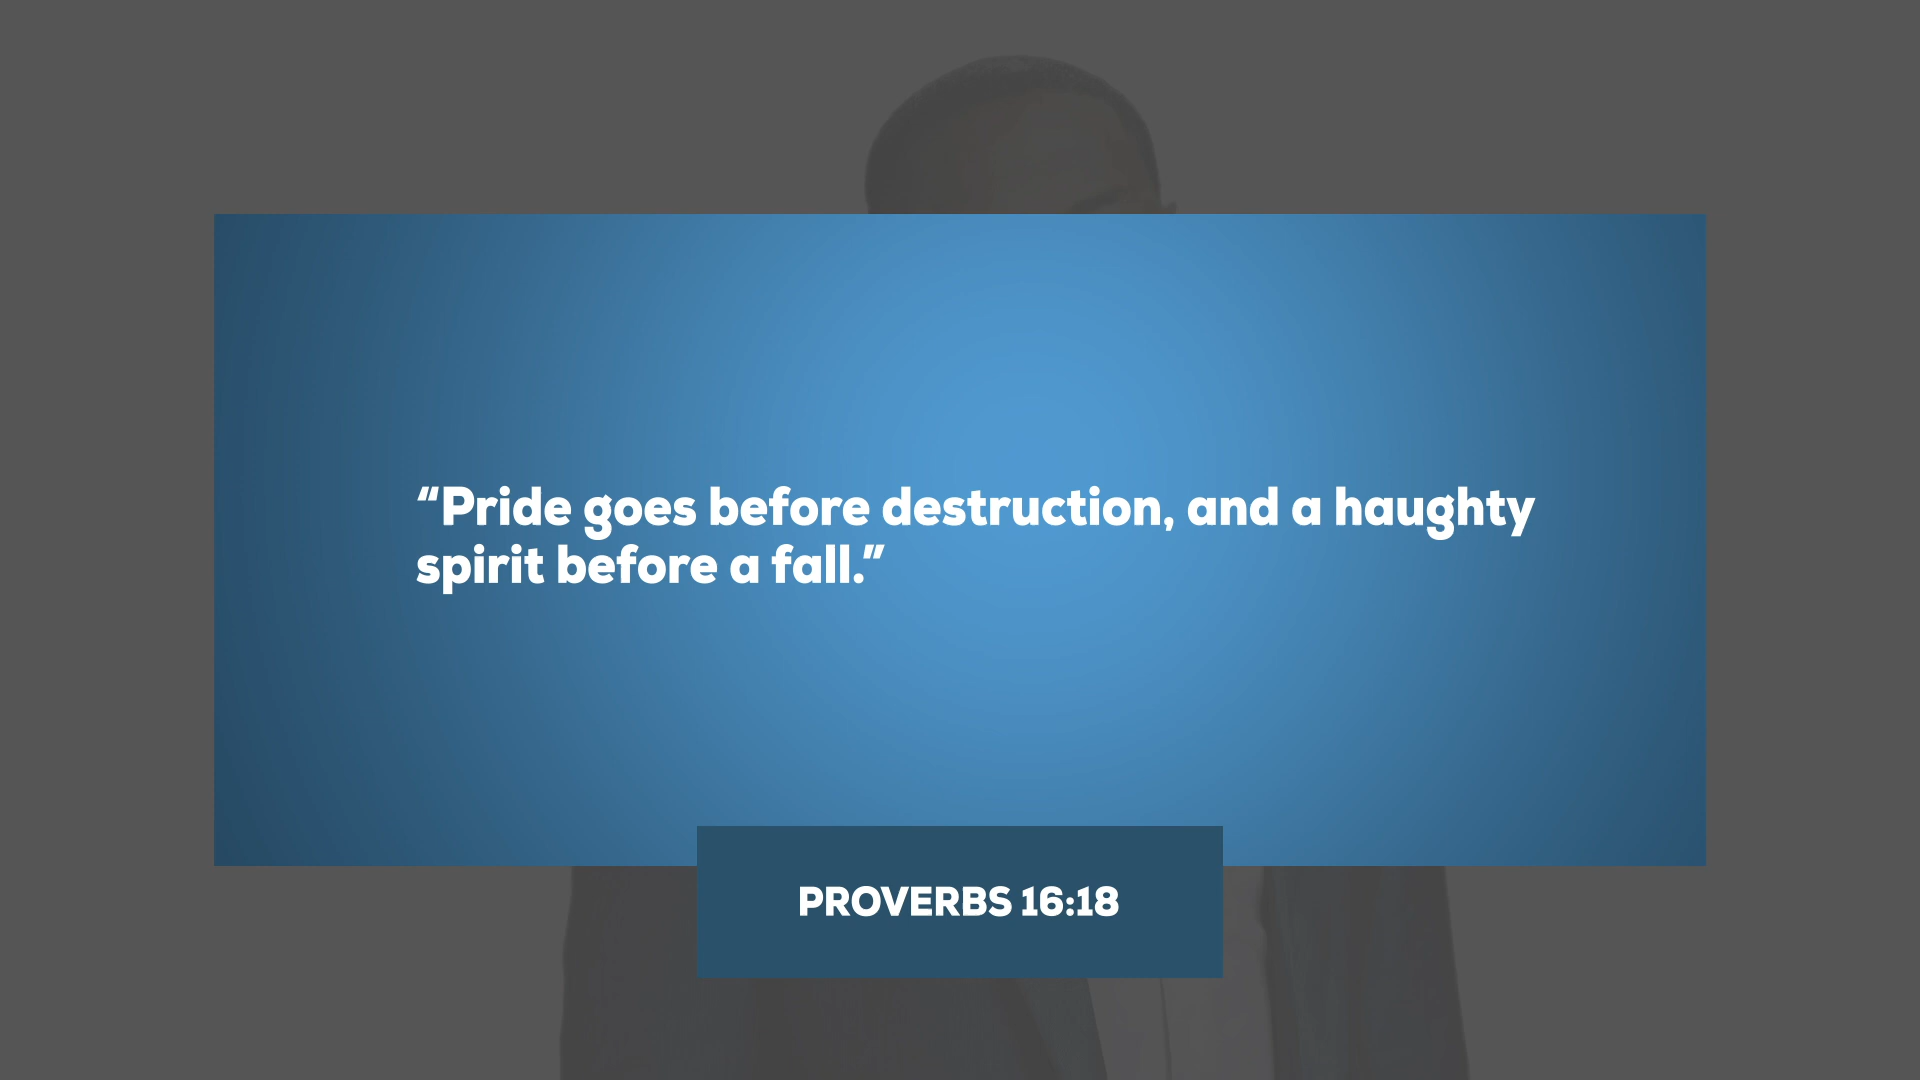 “Pride goes before destruction, and a haughty
spirit before a fall.”
PROVERBS 16:18